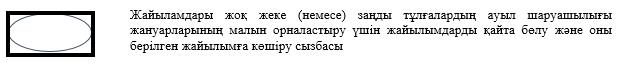 Жайыламдары жоқ жеке (немесе) заңды тұлғалардың ауыл шаруашылығы
жануарларының малын орналастыру үшін жайылымдарды қайта бөлу және оны
берілген жайылымға көшіру сызбасы